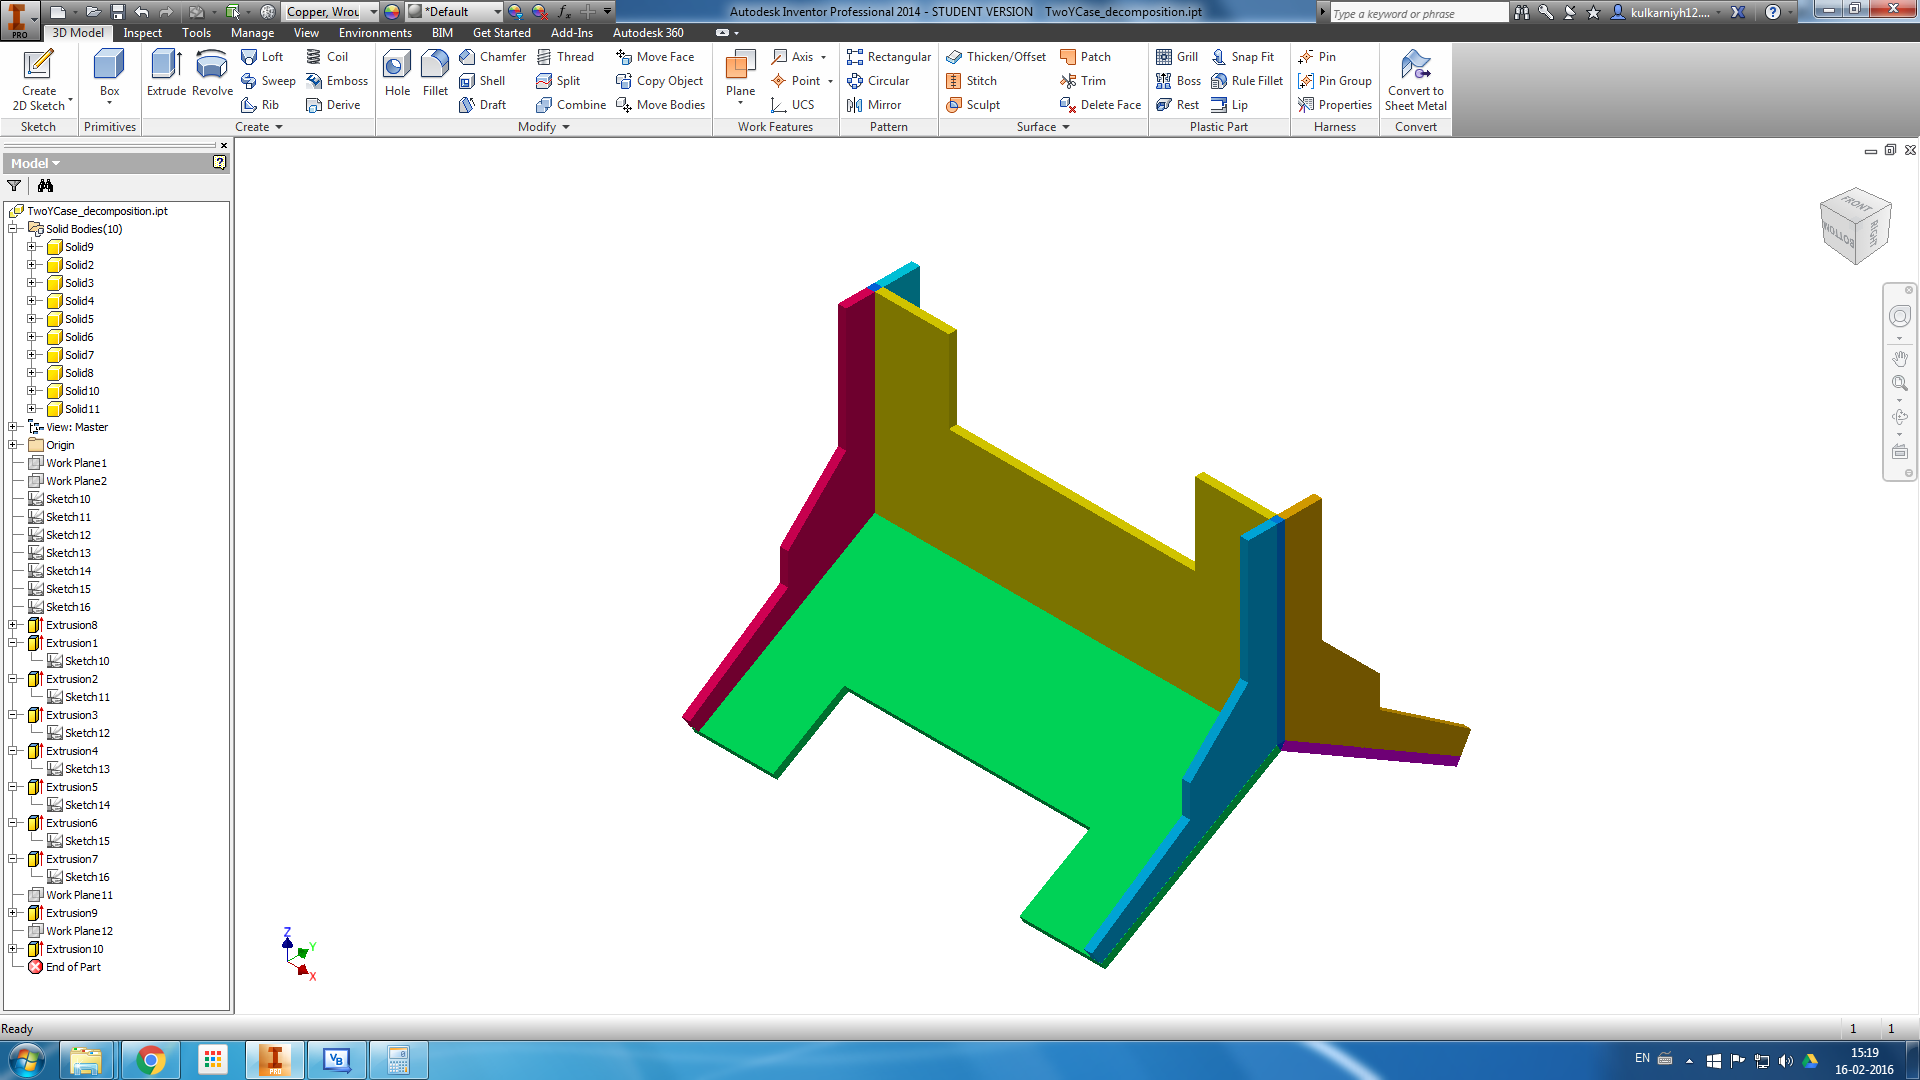 Copper, Wrou
*Default
Autodesk Inventor Professional 2014 - STUDENT VERSION TwoYCase_decomposition.ipt
Type a keyword or phrase
kulkarniyh12....
PRO
3D Model Inspect Tools Manage View Environments BIM Get Started Add-Ins Autodesk 360
Create
2D Sketch
Box
Extrude
Revolve
Loft
Sweep
Rib
Coil
Emboss
Derive
Hole
Fillet
Chamfer
Shell
Draft
Thread
Split
Combine
Move Face
Copy Object
Move Bodies
Plane
Axis
Point
UCS
Rectangular
Circular
Mirror
Thicken/Offset
Stitch
Sculpt
Patch
Trim
Delete Face
Grill
Boss
Rest
Snap Fit
Rule Fillet
Lip
Pin
Pin Group
Properties
Convert to
Sheet Metal
Sketch Primitives Create Modify Work Features Pattern Surface Plastic Part Harness Convert
Model
TwoYCase_decomposition.ipt
Solid Bodies(10)
Solid9
Solid2
Solid3
Solid4
Solid5
Solid6
Solid7
Solid8
Solid10
Solid11
View: Master
Origin
Work Plane1
Work Plane2
Sketch10
Sketch11
Sketch12
Sketch13
Sketch14
Sketch15
Sketch16
Extrusion8
Extrusion1
Sketch10
Extrusion2
Sketch11
Extrusion3
Sketch12
Extrusion4
Sketch13
Extrusion5
Sketch14
Extrusion6
Sketch15
Extrusion7
Sketch16
Work Plane11
Extrusion9
Work Plane12
Extrusion10
End of Part
FRONT
BOTTOM
RIGHT
Z
Y
X
Ready
1 1
PRO
VB
EN
15:19
16-02-2016